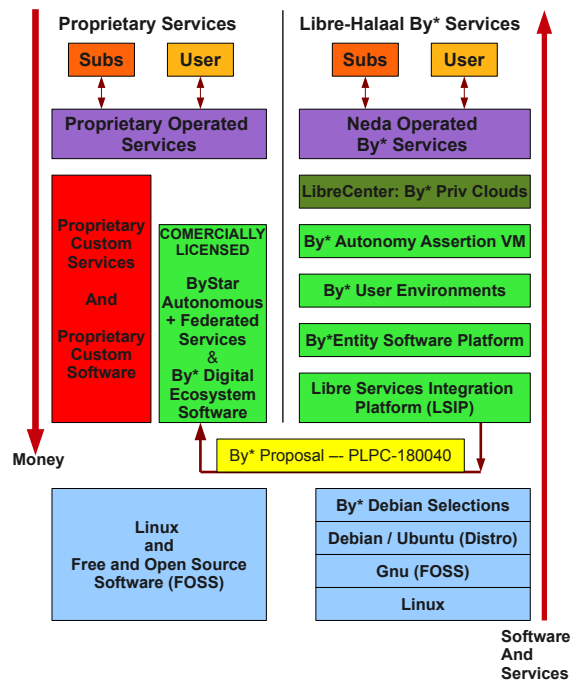 Proprietary Services
Subs
User
Proprietary Operated
Services
Proprietary
Custom
Services
And
Proprietary
Custom
Software
COMERCIALLY
LICENSED
ByStar
Autonomous
+ Federated
Services
&
By* Digital
Ecosystem
Software
Money
Libre-Halaal By* Services
Subs
User
Neda Operated
By* Services
LibreCenter: By* Priv Clouds
By* Autonomy Assertion VM
By* User Environments
By*Entity Software Platform
Libre Services Integration
Platform (LSIP)
By* Proposal –- PLPC-180040
Linux
and
Free and Open Source
Software (FOSS)
By* Debian Selections
Debian / Ubuntu (Distro)
Gnu (FOSS)
Linux
Software
And
Services